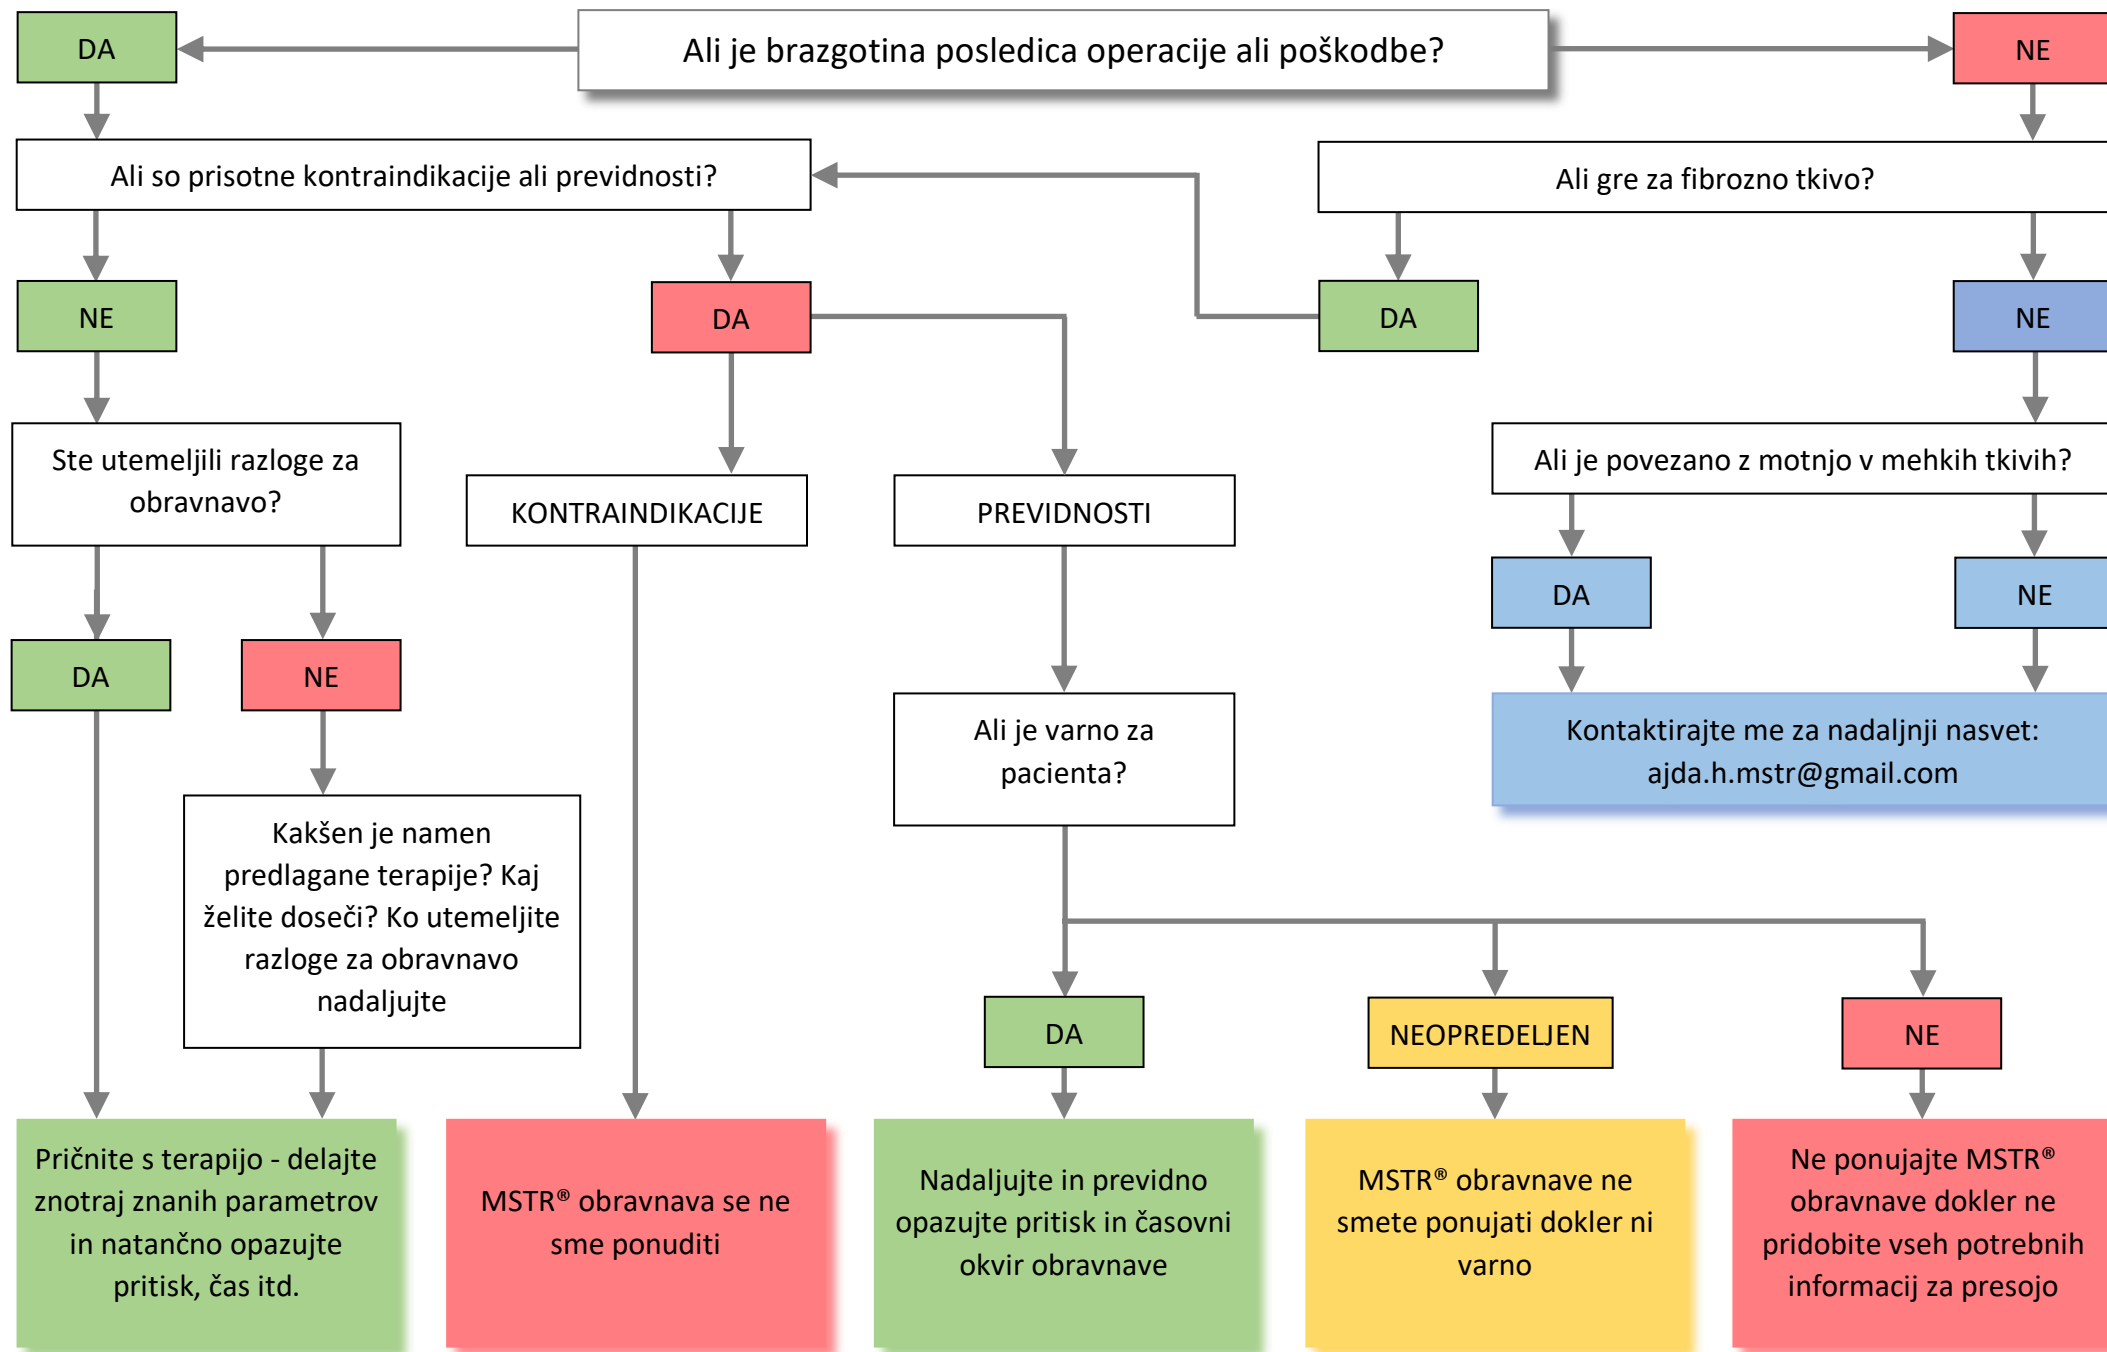 DA
Ali je brazgotina posledica operacije ali poškodbe?
NE
Ali so prisotne kontraindikacije ali previdnosti?
Ali gre za fibrozno tkivo?
NE
DA
DA
NE
Ste utemeljili razloge za
obravnavo?
KONTRAINDIKACIJE
PREVIDNOSTI
Ali je povezano z motnjo v mehkih tkivih?
DA
NE
DA
NE
Ali je varno za
pacienta?
Kontaktirajte me za nadaljnji nasvet:
ajda.h.mstr@gmail.com
Kakšen je namen
predlagane terapije? Kaj
želite doseči? Ko utemeljite
razloge za obravnavo
nadaljujte
DA
NEOPREDELJEN
NE
Pričnite s terapijo - delajte
znotraj znanih parametrov
in natančno opazujte
pritisk, čas itd.
MSTR® obravnava se ne
sme ponuditi
Nadaljujte in previdno
opazujte pritisk in časovni
okvir obravnave
MSTR® obravnave ne
smete ponujati dokler ni
varno
Ne ponujajte MSTR®
obravnave dokler ne
pridobite vseh potrebnih
informacij za presojo